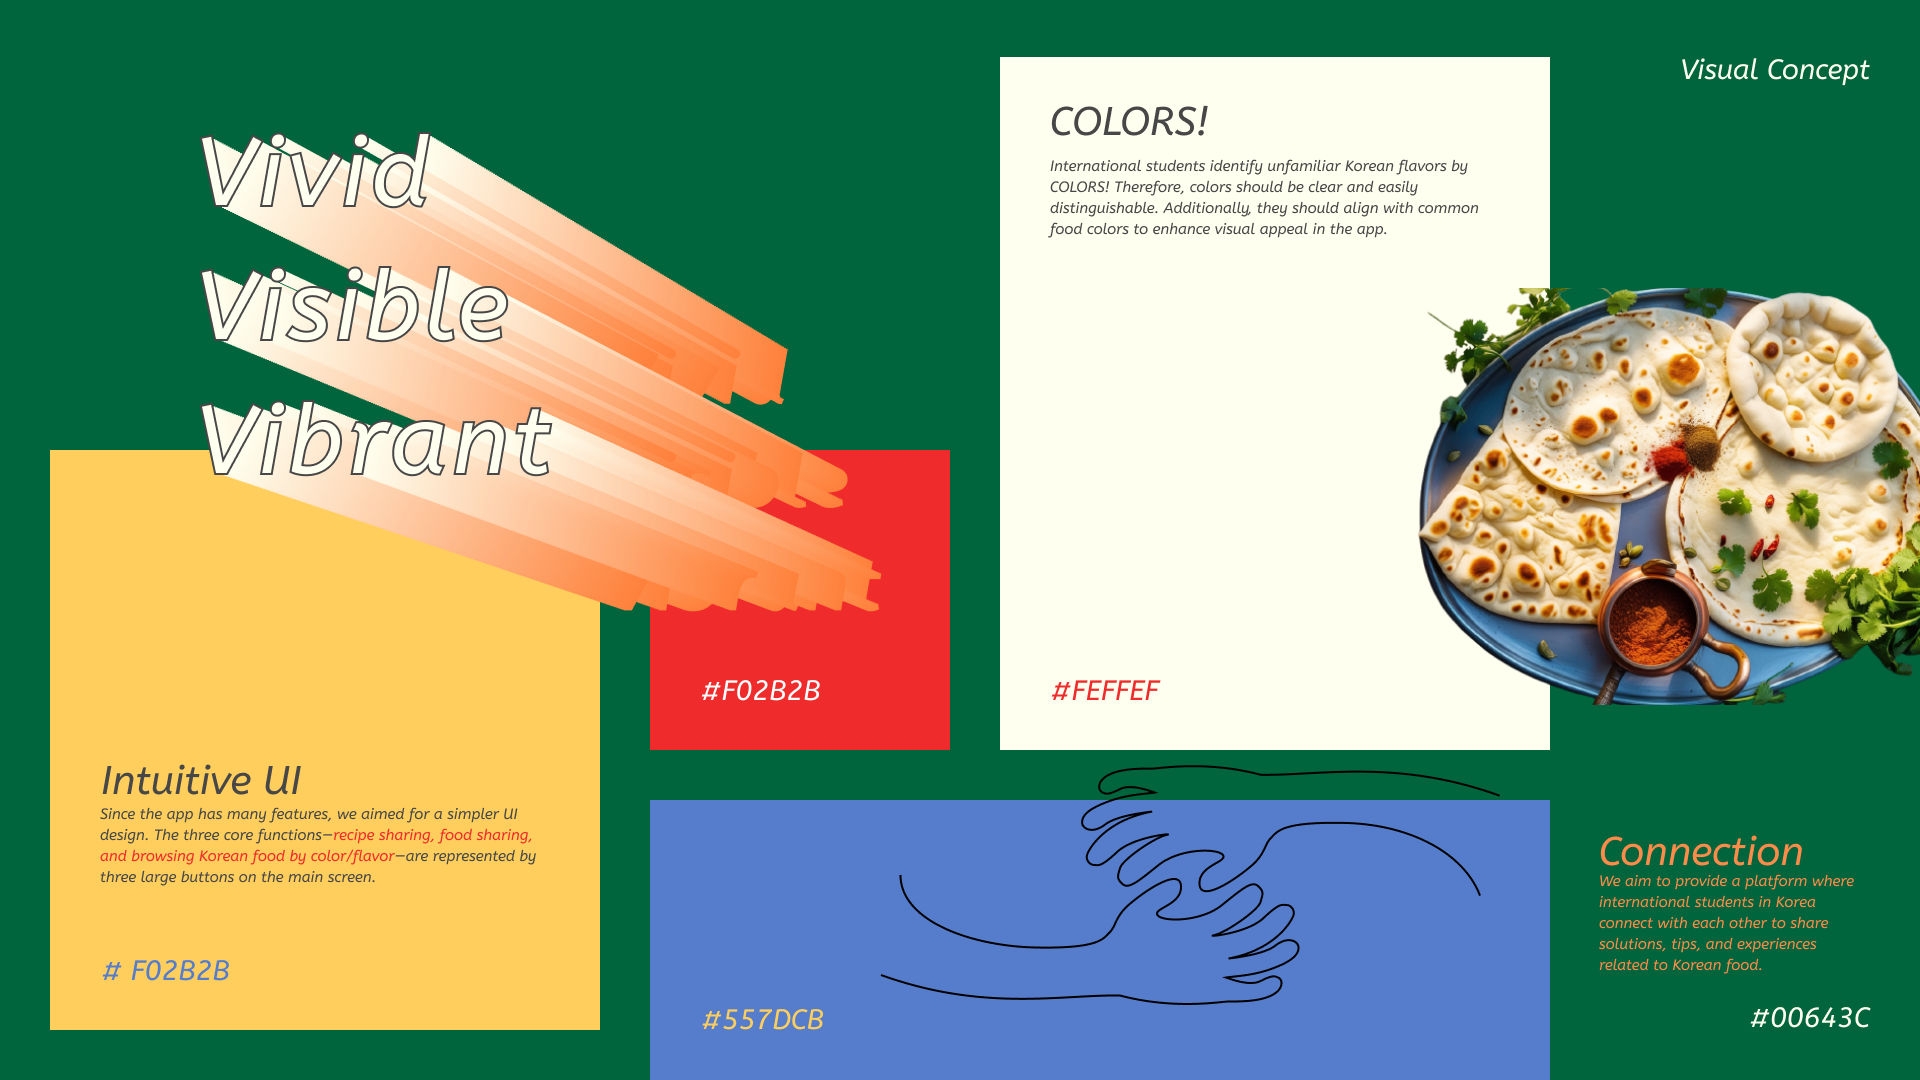 Visual Concept
Vivid
Visible
Vibrant
COLORS!
International students identify unfamiliar Korean flavors by
COLORS! Therefore, colors should be clear and easily
distinguishable. Additionally, they should align with common
food colors to enhance visual appeal in the app.
#FEFFEF
#F02B2B
Intuitive UI
Since the app has many features, we aimed for a simpler UI
design. The three core functions—recipe sharing, food sharing,
and browsing Korean food by color/flavor—are represented by
three large buttons on the main screen.
# F02B2B
#557DCB
Connection
We aim to provide a platform where
international students in Korea
connect with each other to share
solutions, tips, and experiences
related to Korean food.
#00643C